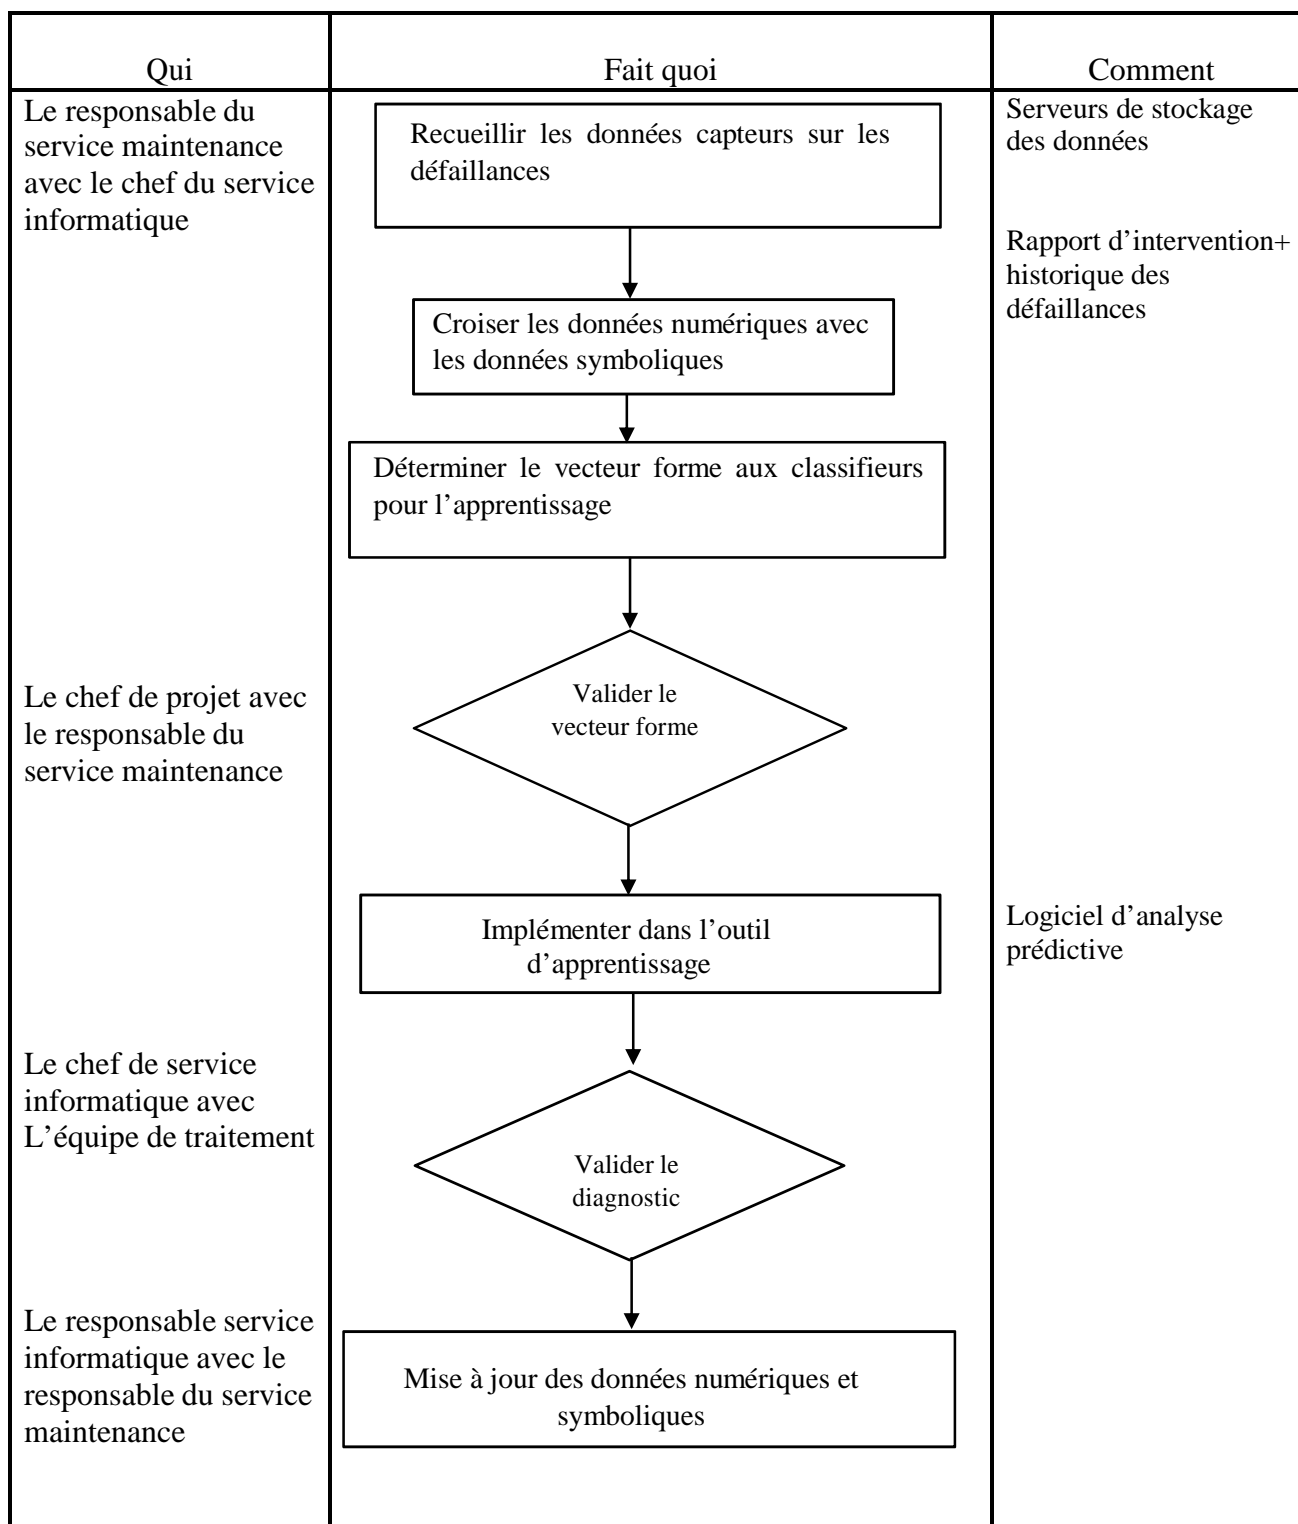 Qui
Fait quoi
Comment
Le responsable du
service maintenance
avec le chef du service
informatique
Recueillir les données capteurs sur les
défaillances
Serveurs de stockage
des données
Rapport d’intervention+
historique des
défaillances
Croiser les données numériques avec
les données symboliques
Déterminer le vecteur forme aux classifieurs
pour l’apprentissage
Le chef de projet avec
le responsable du
service maintenance
Valider le
vecteur forme
Implémenter dans l’outil
d’apprentissage
Logiciel d’analyse
prédictive
Le chef de service
informatique avec
L’équipe de traitement
Valider le
diagnostic
Le responsable service
informatique avec le
responsable du service
maintenance
Mise à jour des données numériques et
symboliques